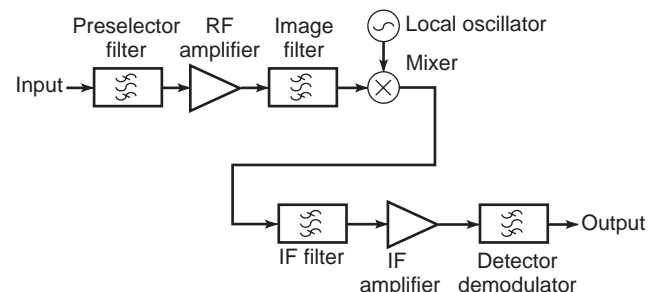 Preselector
filter
RF
amplifier
Image
filter
Local oscillator
Mixer
Input
IF filter
IF
amplifier
Detector
demodulator
Output